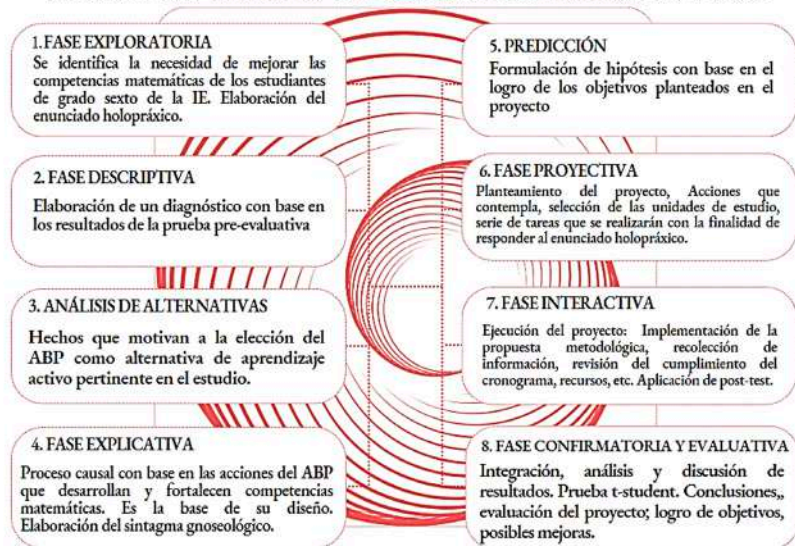 1. FASE EXPLORATORIA
Se identifica la necesidad de mejorar las
competencias matemáticas de los estudiantes
de grado sexto de la IE. Elaboración del
enunciado holopráxico.
2. FASE DESCRIPTIVA
Elaboración de un diagnóstico con base en
los resultados de la prueba pre-evaluativa
3. ANÁLISIS DE ALTERNATIVAS
Hechos que motivan a la elección del
ABP como alternativa de aprendizaje
activo pertinente en el estudio.
4. FASE EXPLICATIVA
Proceso causal con base en las acciones del ABP
que desarrollan y fortalecen competencias
matemáticas. Es la base de su diseño.
Elaboración del sintagma gnoseológico.
5. PREDICCIÓN
Formulación de hipótesis con base en el
logro de los objetivos planteados en el
proyecto
6. FASE PROYECTIVA
Planteamiento del proyecto, Acciones que
contempla, selección de las unidades de estudio,
serie de tareas que se realizarán con la finalidad de
responder al enunciado holopráxico.
7. FASE INTERACTIVA
Ejecución del proyecto: Implementación de la
propuesta metodológica, recolección de
información, revisión del cumplimiento del
cronograma, recursos, etc. Aplicación de post-test.
8. FASE CONFIRMATORIA Y EVALUATIVA
Integración, análisis y discusión de
resultados. Prueba t-student. Conclusiones,,
evaluación del proyecto; logro de objetivos,
posibles mejoras.